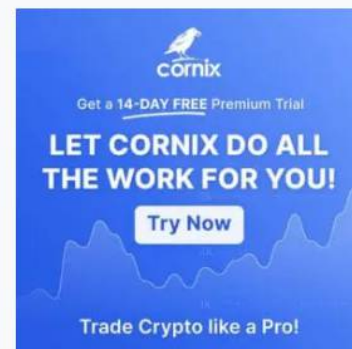 cornix
Get a 14-DAY FREE Premium Trial
LET CORNIX DO ALL
THE WORK FOR YOU!
Try Now
Trade Crypto like a Pro!